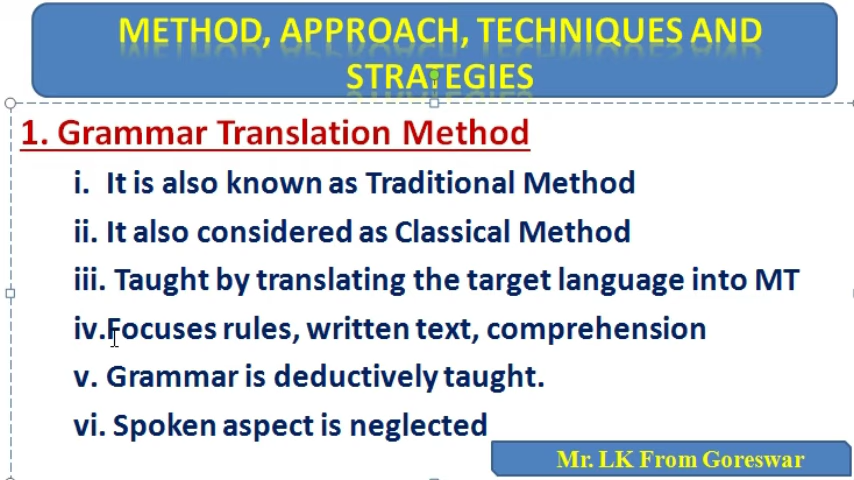 METHOD, APPROACH, TECHNIQUES AND
STRATEGIES
1. Grammar Translation Method
i. It is also known as Traditional Method
ii. It also considered as Classical Method
iii. Taught by translating the target language into MT
iv.Focuses rules, written text, comprehension
v. Grammar is deductively taught.
vi. Spoken aspect is neglected
Mr. LK From Goreswar